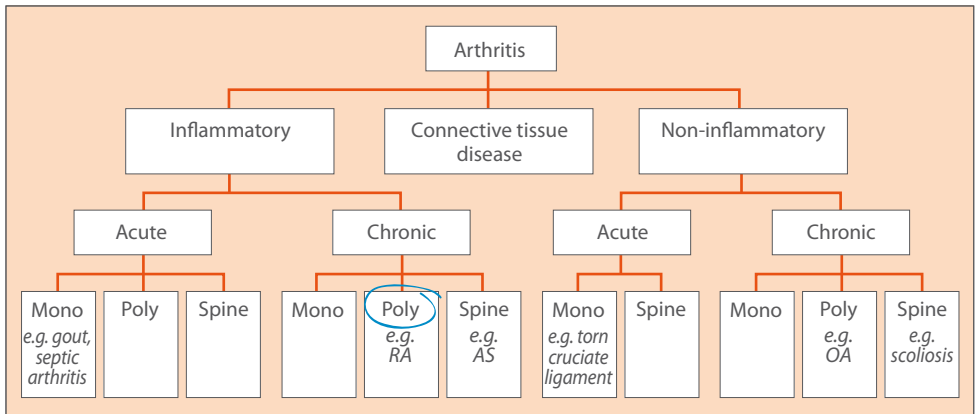 Arthritis
Inflammatory
Connective tissue
disease
Non-inflammatory
Acute
Chronic
Acute
Chronic
Mono
e.g. gout,
septic
arthritis
Poly
Spine
Mono
Poly
e.g.
RA
Spine
e.g.
AS
Mono
e.g. torn
cruciate
ligament
Spine
Mono
Poly
e.g.
OA
Spine
e.g.
scoliosis